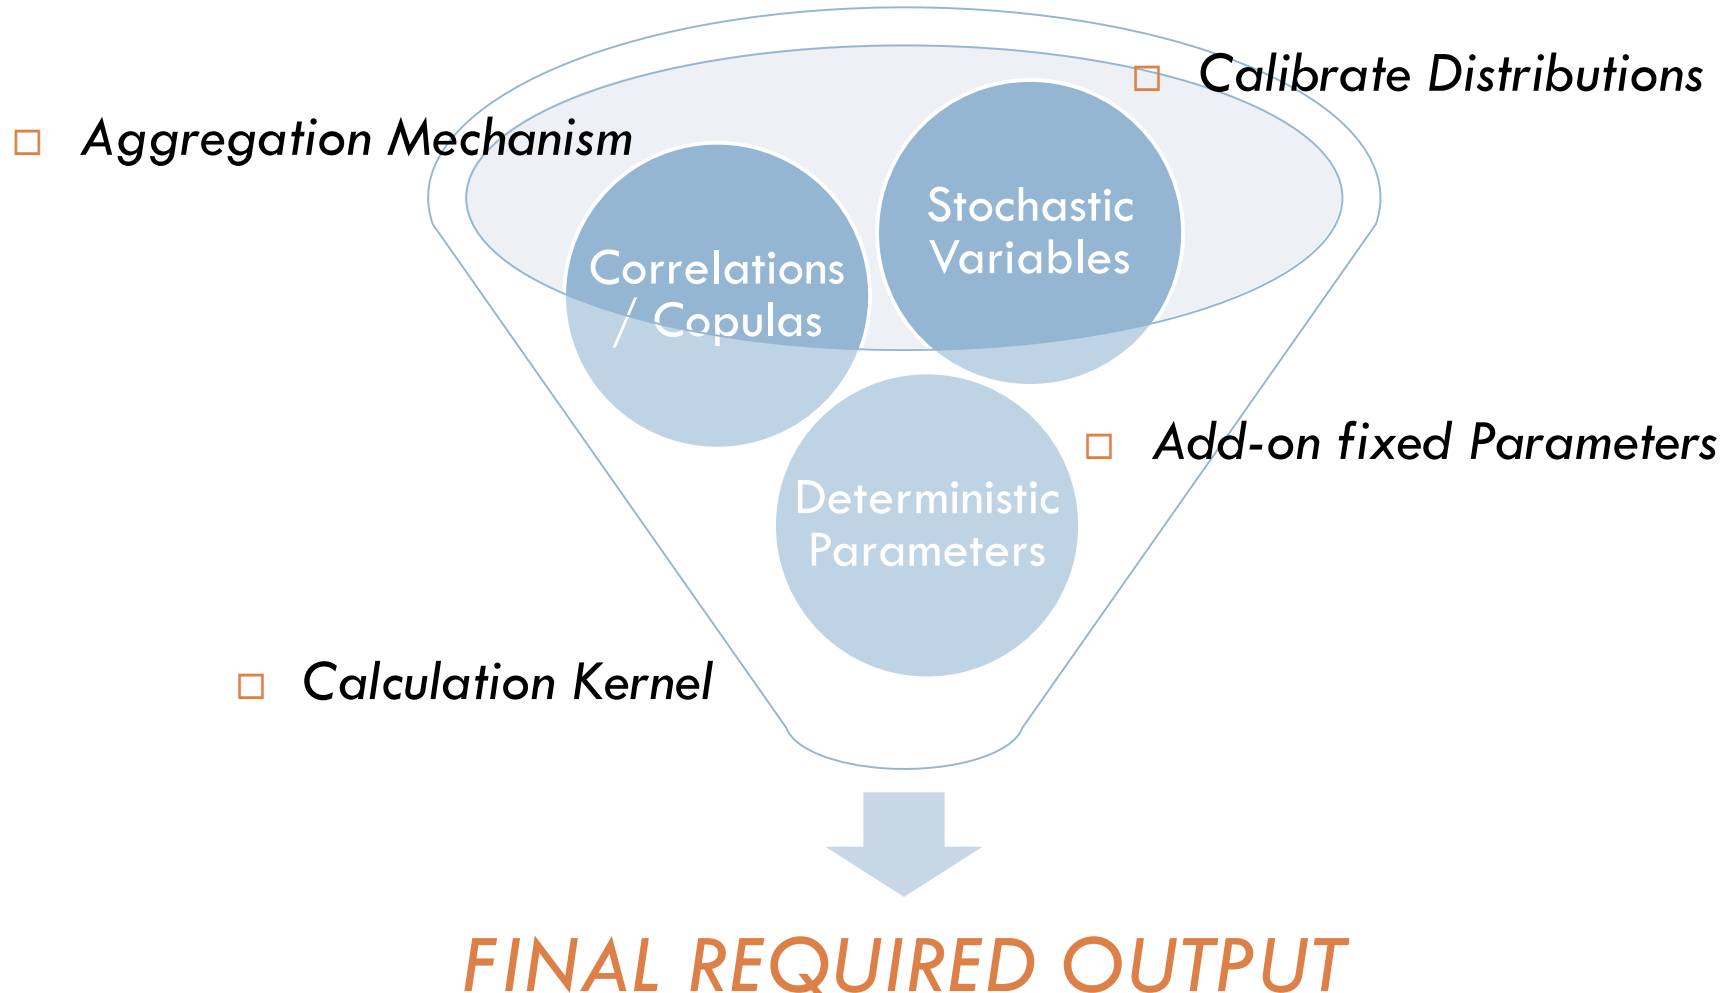 Calibrate Distributions
Aggregation Mechanism
Stochastic
Variables
Correlations
/ Copulas
Add-on fixed Parameters
Deterministic
Parameters
Calculation Kernel
FINAL REQUIRED OUTPUT